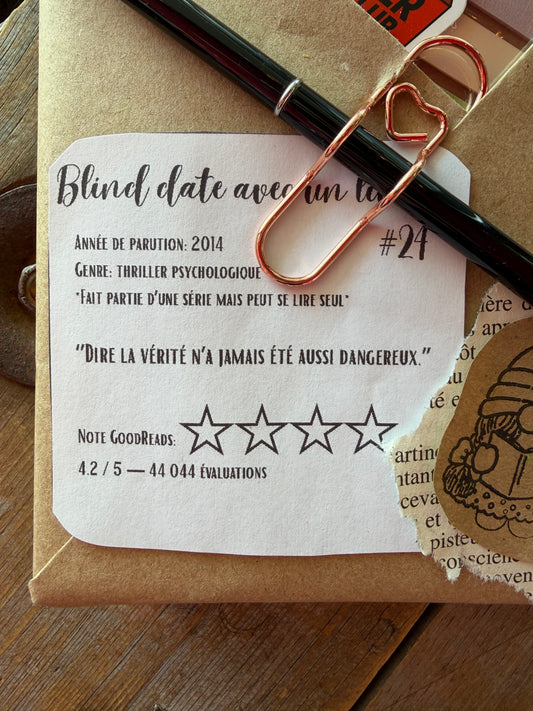 Blind date avec un
#24
Année de parution: 2014
Genre: thriller psychologique
*Fait partie d'une série mais peut se lire seul*
"Dire la vérité n'a jamais été aussi dangereux."
Note GoodReads:
4.2 / 5 — 44 044 évaluations
et